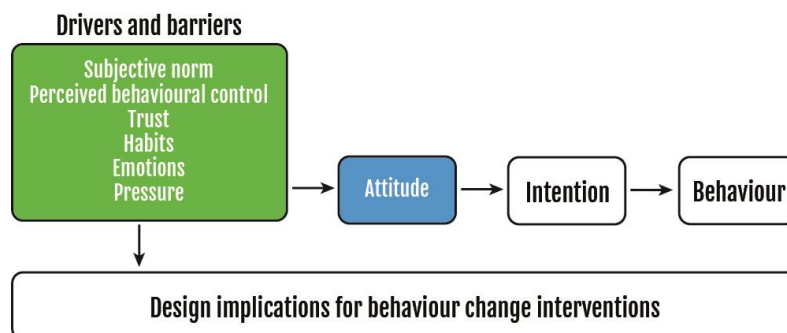 Drivers and barriers
Subjective norm
Perceived behavioural control
Trust
Habits
Emotions
Pressure
Attitude
Intention
Behaviour
Design implications for behaviour change interventions